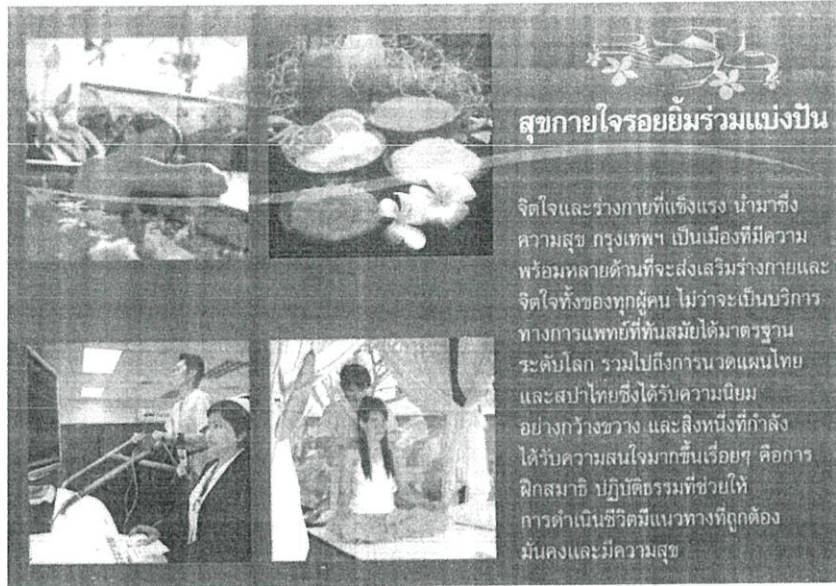 สุขกายใจรอยยิ้มร่วมแบ่งปัน
จิตใจและร่างกายที่แข็งแรง นำมาซึ่ง
ความสุข กรุงเทพฯ เป็นเมืองที่มีความ
พร้อมหลายด้านที่จะส่งเสริมร่างกายและ
จิตใจทั้งของทุกผู้คน ไม่ว่าจะเป็นบริการ
ทางการแพทย์ที่ทันสมัยได้มาตรฐาน
ระดับโลก รวมไปถึงการนวดแผนไทย
และสปาไทยซึ่งได้รับความนิยม
อย่างกว้างขวาง และสิ่งหนึ่งที่กำลัง
ได้รับความสนใจมากขึ้นเรื่อยๆ คือการ
ฝึกสมาธิ ปฏิบัติธรรมที่ช่วยให้
การดำเนินชีวิตมีแนวทางที่ถูกต้อง
มั่นคงและมีความสุข